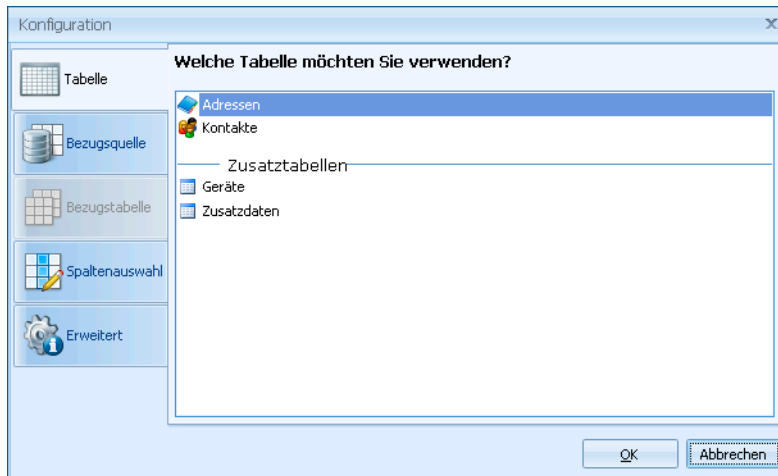 Konfiguration
x
Tabelle
Bezugsquelle
Bezugstabelle
Spaltenauswahl
Erweitert
Welche Tabelle möchten Sie verwenden?
Adressen
Kontakte
Zusatztabellen
Geräte
Zusatzdaten
OK
Abbrechen